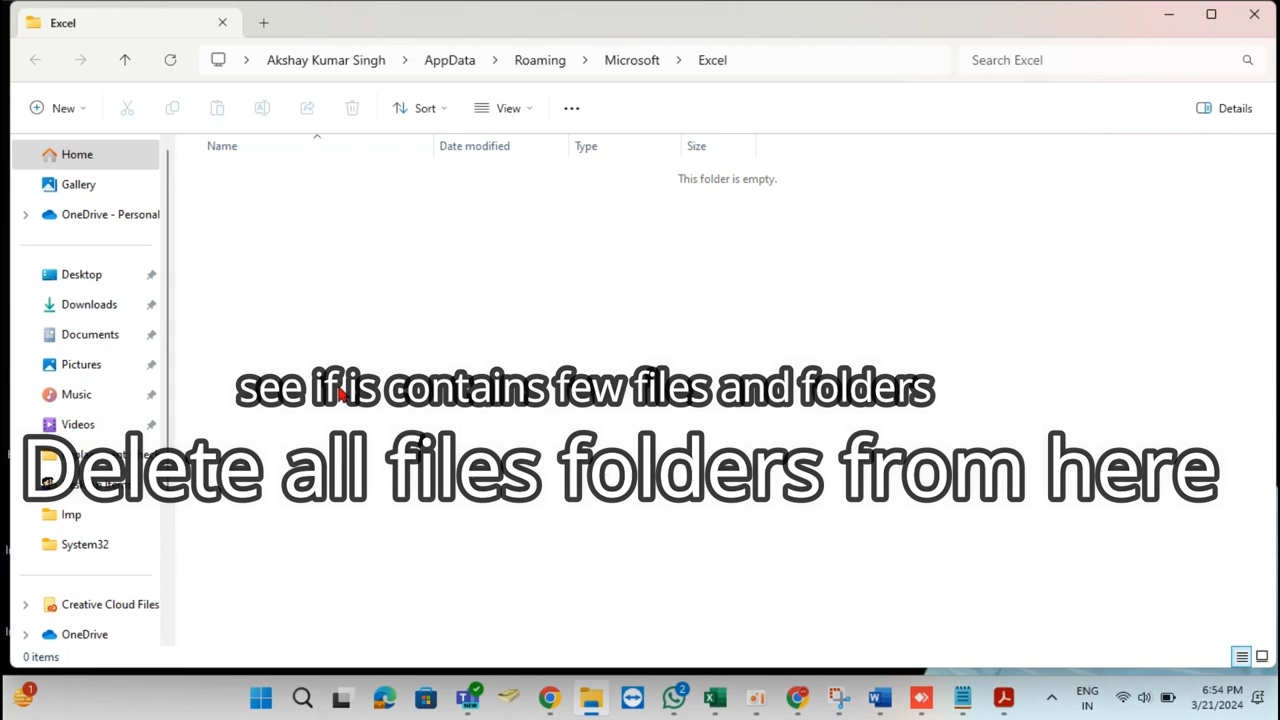 Excel
Akshay Kumar Singh
AppData
Roaming
Microsoft
Excel
Search Excel
New
Sort
View
Details
Name
Date modified
Type
Size
This folder is empty.
Home
Gallery
OneDrive - Personal
Desktop
Downloads
Documents
Pictures
Music
Videos
see if is contains few files and folders
Delete all files folders from here
Imp
System32
Creative Cloud Files
OneDrive
0 items
1
NEW
2
ENG
IN
6:54 PM
3/21/2024